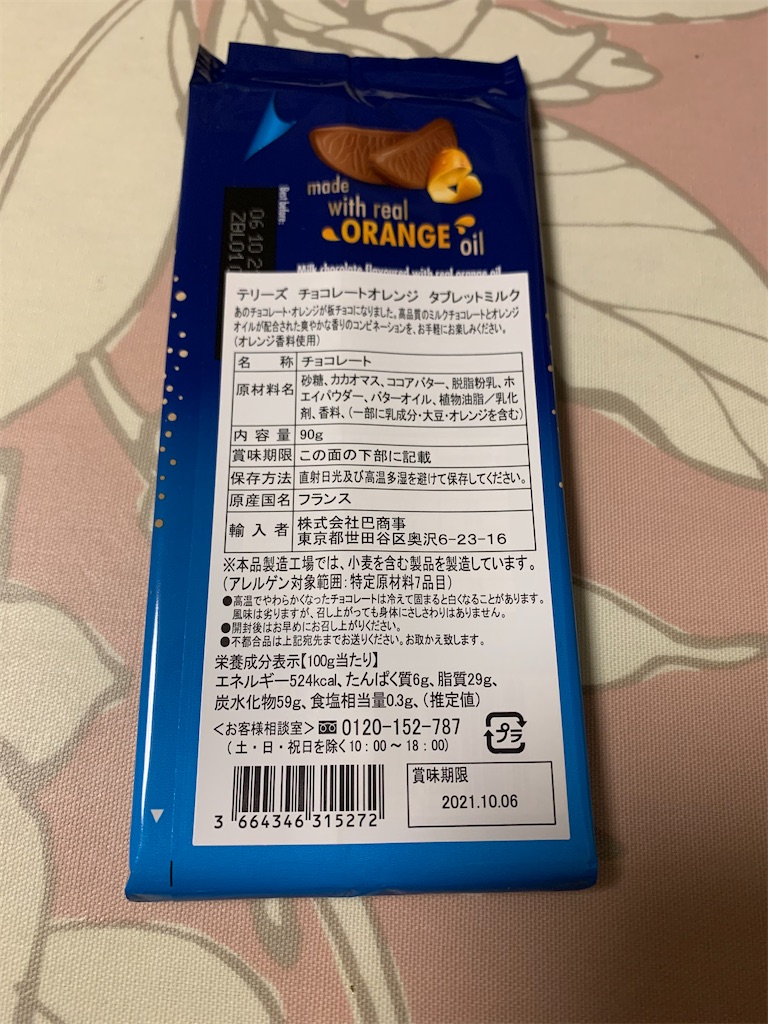 made
with real
ORANGE oil
Best before:
06 10 2
ZBL01
Milk chocolate flavoured with real orange oil
テリーズ チョコレートオレンジ タブレットミルク
あのチョコレート・オレンジが板チョコになりました。高品質のミルクチョコレートとオレンジ
オイルが配合された爽やかな香りのコンビネーションを、お手軽にお楽しみください。
(オレンジ香料使用)
名 称 チョコレート
原材料名 砂糖、カカオマス、ココアバター、脱脂粉乳、ホ
エイパウダー、バターオイル、植物油脂/乳化
剤、香料、(一部に乳成分・大豆・オレンジを含む)
内容量 90g
賞味期限 この面の下部に記載
保存方法 直射日光及び高温多湿を避けて保存してください。
原産国名 フランス
輸入者 株式会社巴商事
東京都世田谷区奥沢6-23-16
※本品製造工場では、小麦を含む製品を製造しています。
(アレルゲン対象範囲:特定原材料7品目)
●高温でやわらかくなったチョコレートは冷えて固まると白くなることがあります。
風味は劣りますが、召し上がっても身体にさしさわりはありません。
●開封後はお早めにお召し上がりください。
●不都合品は上記宛先までお送りください。お取かえ致します。
栄養成分表示【100g当たり】
エネルギー524kcal、たんぱく質6g、脂質29g、
炭水化物59g、食塩相当量0.3g、(推定値)
<お客様相談室> 0120-152-787
(土・日・祝日を除く10:00~18:00)
プラ
3 664346 315272
賞味期限
2021.10.06